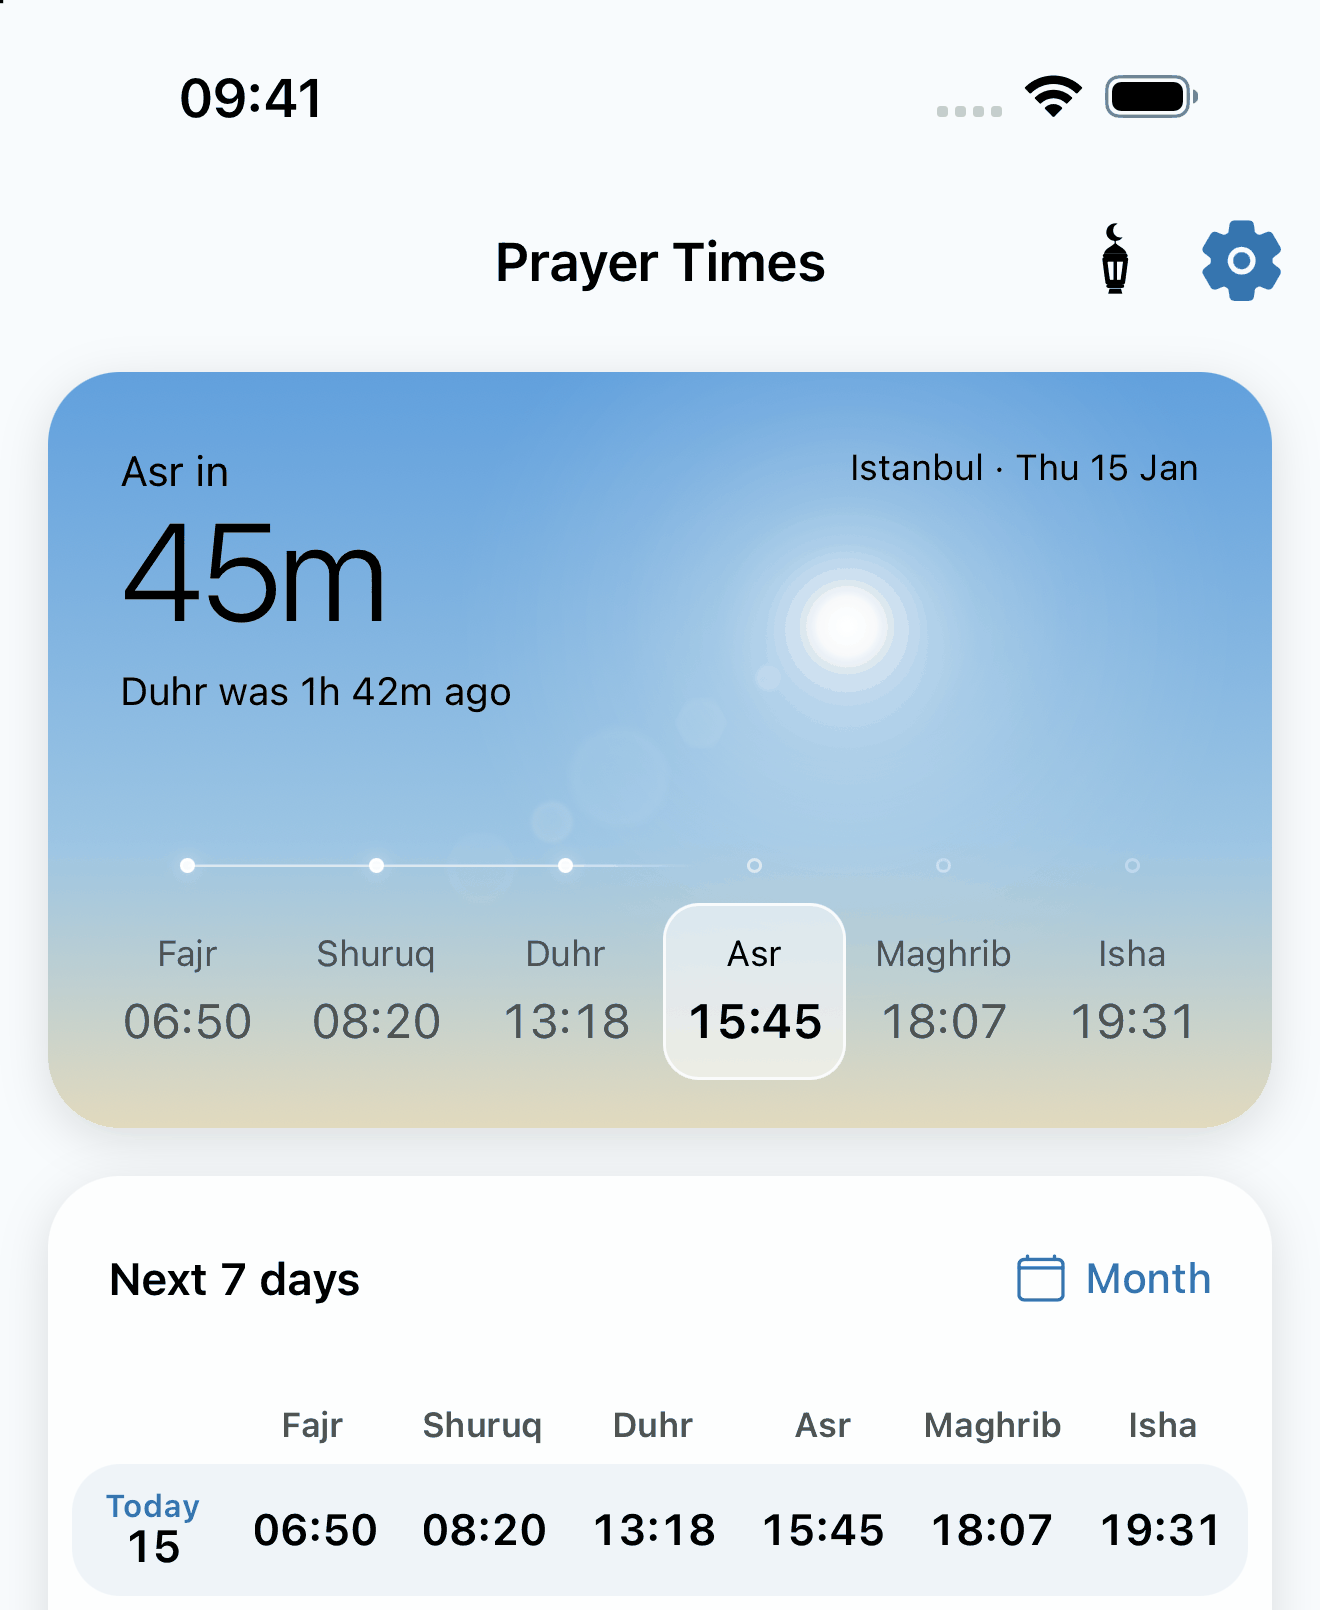 09:41
Prayer Times
Asr in
Istanbul · Thu 15 Jan
45m
Duhr was 1h 42m ago
Fajr Shuruq Duhr Asr Maghrib Isha
06:50 08:20 13:18 15:45 18:07 19:31
Next 7 days Month
Fajr Shuruq Duhr Asr Maghrib Isha
Today
15 06:50 08:20 13:18 15:45 18:07 19:31